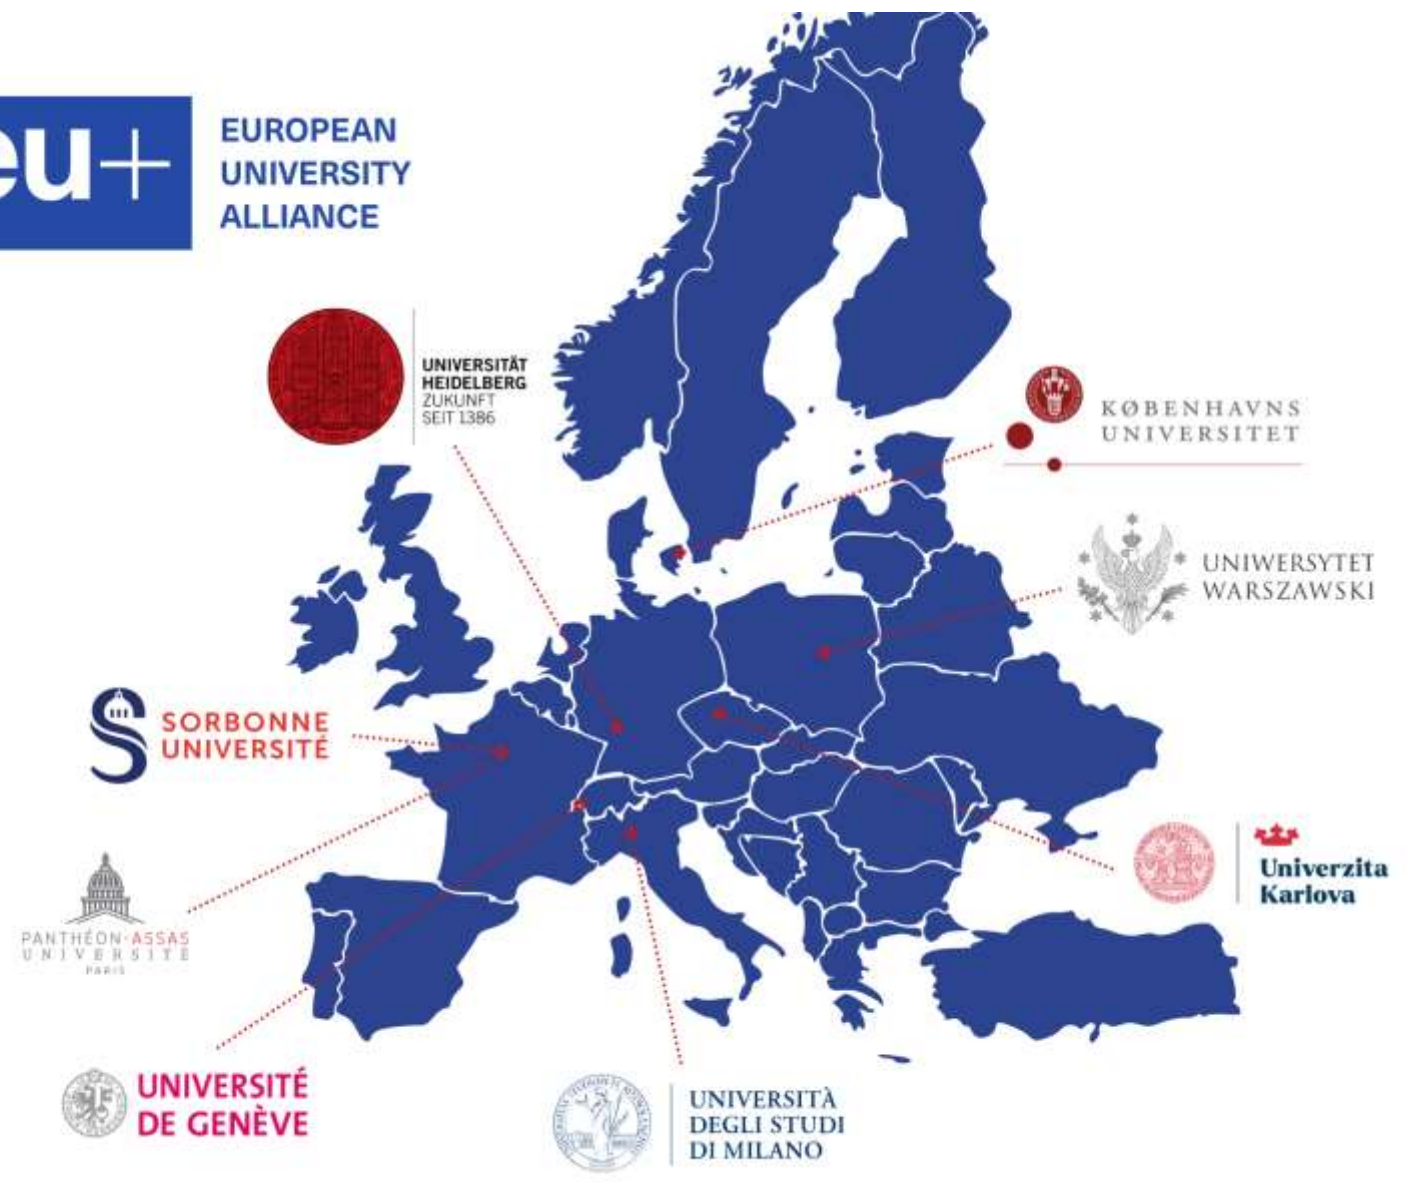 eu+
EUROPEAN
UNIVERSITY
ALLIANCE
UNIVERSITÄT
HEIDELBERG
ZUKUNFT
SEIT 1386
KØBENHAVNS
UNIVERSITET
UNIWERSYTET
WARSZAWSKI
SORBONNE
UNIVERSITÉ
Univerzita
Karlova
PANTHÉON-ASSAS
UNIVERSITÉ
PARIS
UNIVERSITÉ
DE GENÈVE
UNIVERSITÀ
DEGLI STUDI
DI MILANO